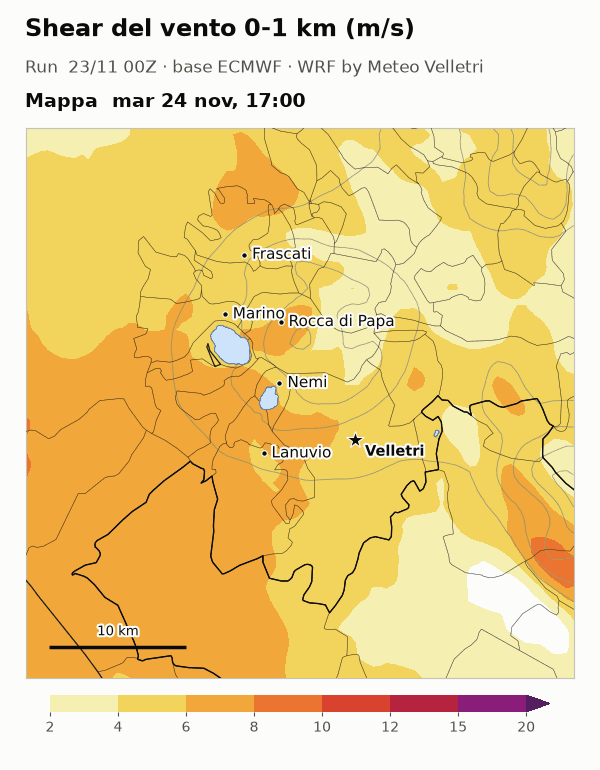 Shear del vento 0-1 km (m/s)
Run  23/11 00Z · base ECMWF · WRF by Meteo Velletri
Mappa  mar 24 nov, 17:00
Frascati
Marino
Rocca di Papa
Nemi
Velletri
Lanuvio
10 km
2 4 6 8 10 12 15 20